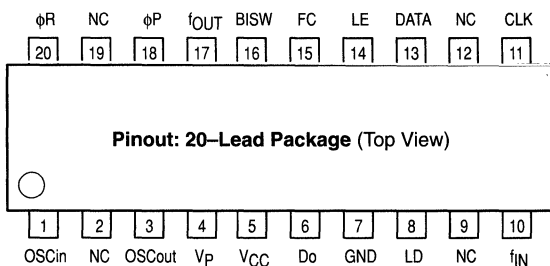 ϕR NC ϕP fOUT BISW FC LE DATA NC CLK
20 19 18 17 16 15 14 13 12 11
Pinout: 20–Lead Package (Top View)
1 2 3 4 5 6 7 8 9 10
OSCin NC OSCout VP VCC Do GND LD NC fIN